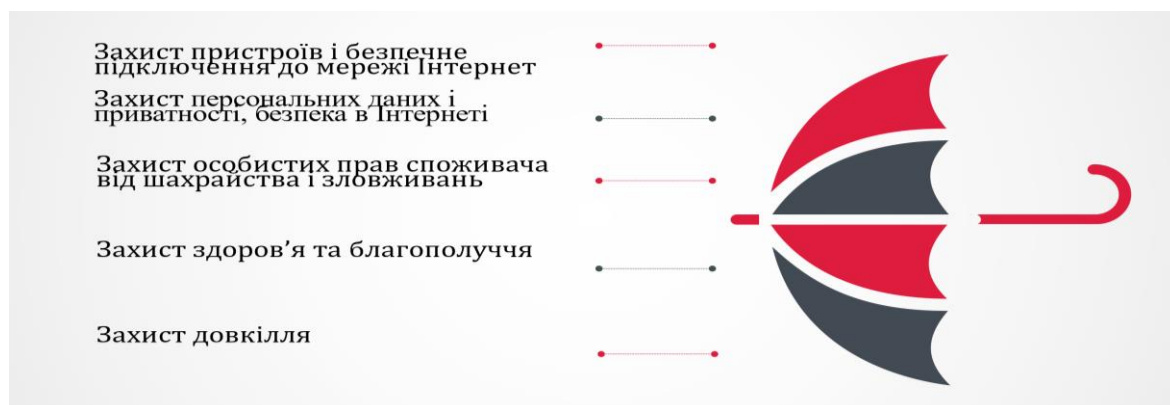 Захист пристроїв і безпечне
підключення до мережі Інтернет
Захист персональних даних і
приватності, безпека в Інтернеті
Захист особистих прав споживача
від шахрайства і зловживань
Захист здоров’я та благополуччя
Захист довкілля